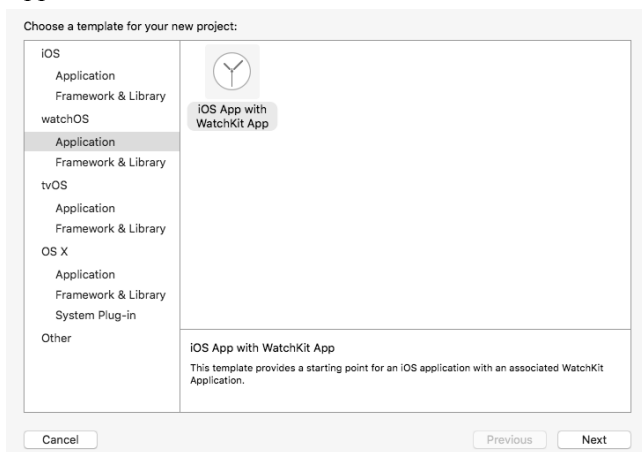 Choose a template for your new project:
iOS
Application
Framework & Library
watchOS
Application
Framework & Library
tvOS
Application
Framework & Library
OS X
Application
Framework & Library
System Plug-in
Other
iOS App with
WatchKit App
iOS App with WatchKit App
This template provides a starting point for an iOS application with an associated WatchKit
Application.
Cancel
Previous
Next